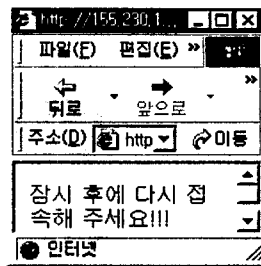 http://155.230.1...
파일(F) 편집(E) »
뒤로 앞으로 »
주소(D) http 이동
잠시 후에 다시 접
속해 주세요!!!
인터넷